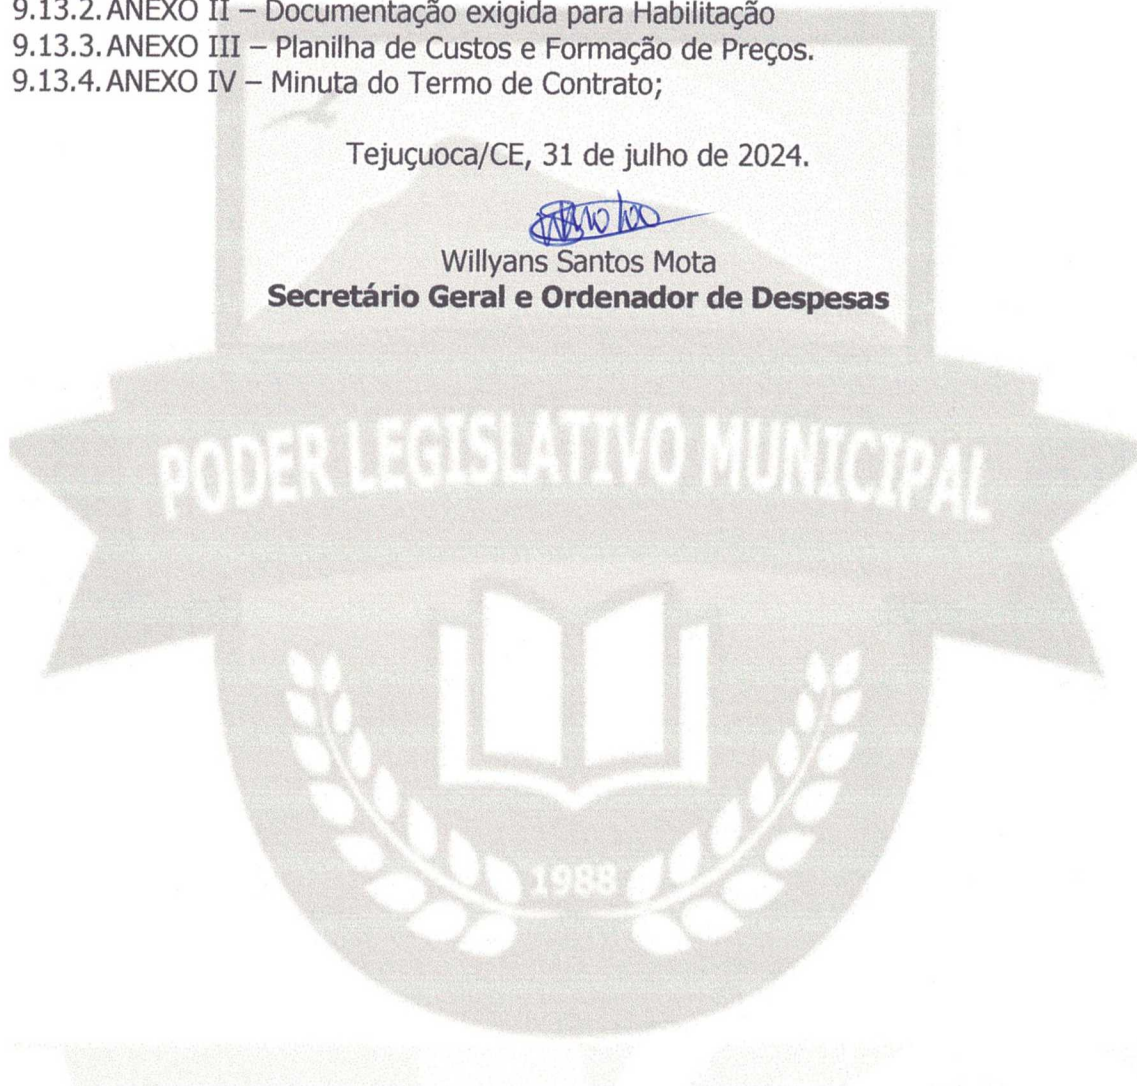 9.13.2. ANEXO II – Documentação exigida para Habilitação
9.13.3. ANEXO III – Planilha de Custos e Formação de Preços.
9.13.4. ANEXO IV – Minuta do Termo de Contrato;
Tejuçuoca/CE, 31 de julho de 2024.
Willyans Santos Mota
Secretário Geral e Ordenador de Despesas
PODER LEGISLATIVO MUNICIPAL
1988